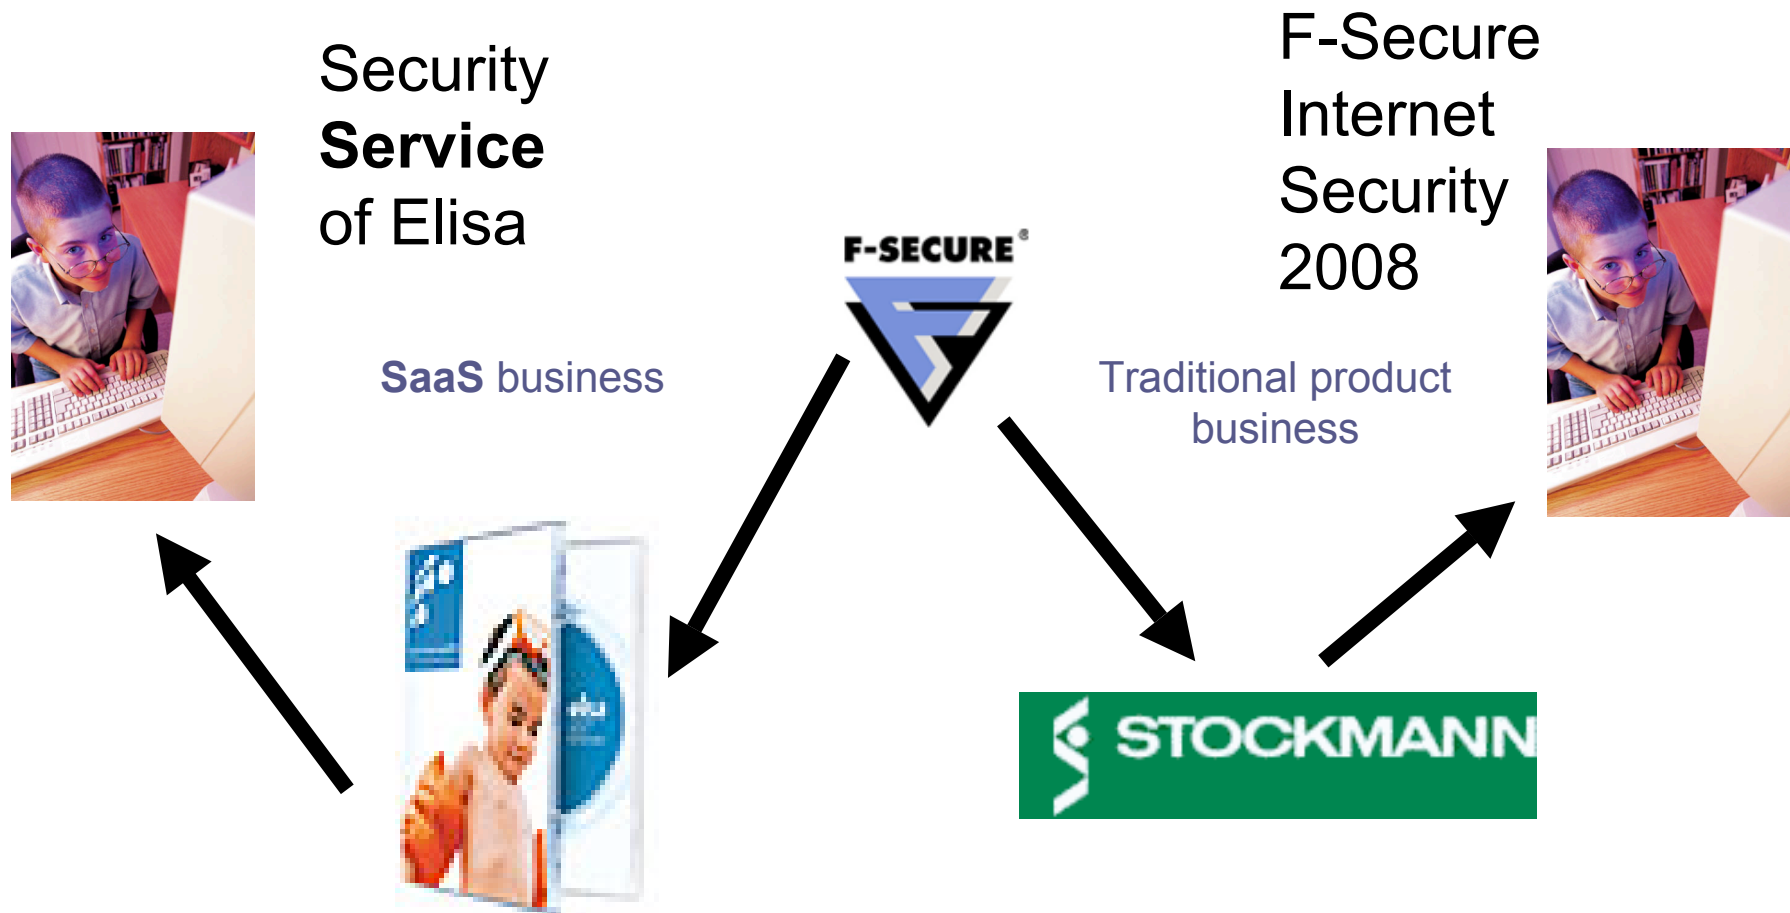 Security
Service
of Elisa
F-Secure
Internet
Security
2008
F-SECURE®
SaaS business
Traditional product
business
STOCKMANN